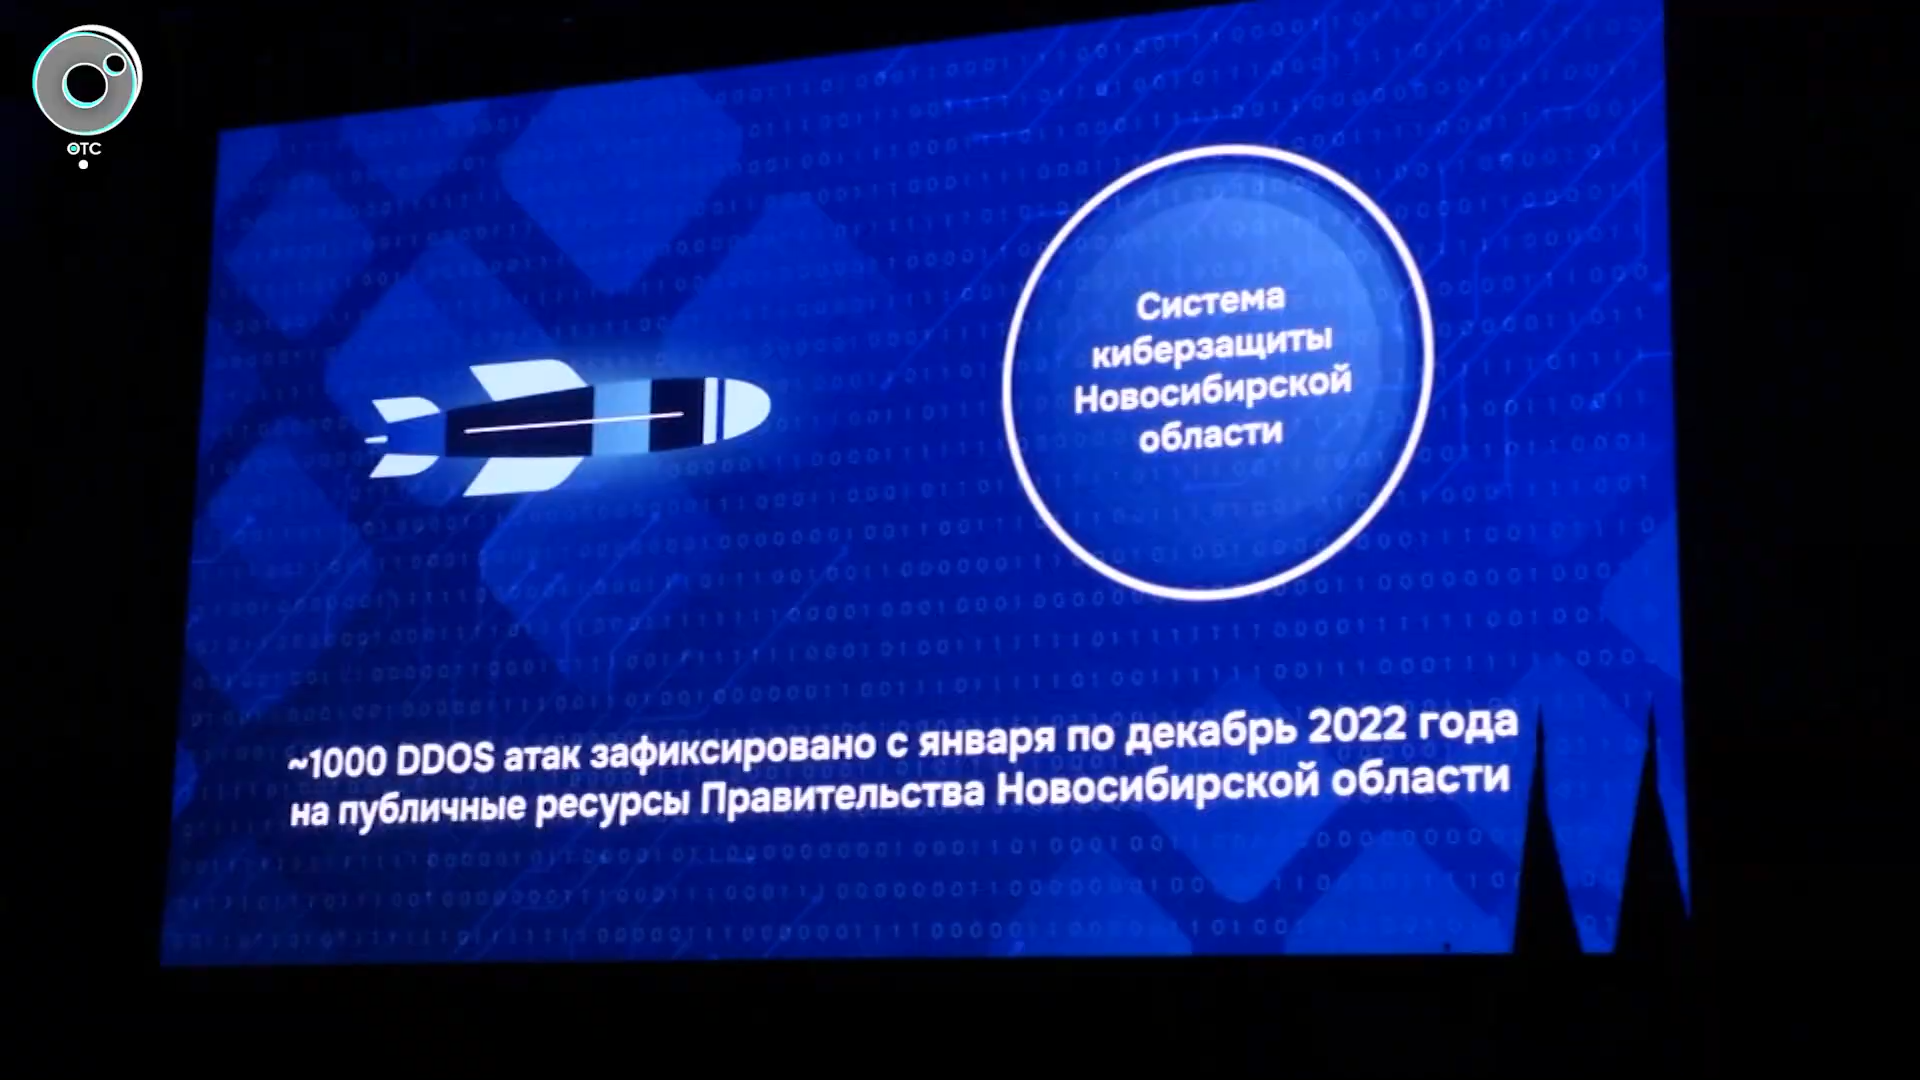 ОТС
Система
киберзащиты
Новосибирской
области
~1000 DDOS атак зафиксировано с января по декабрь 2022 года
на публичные ресурсы Правительства Новосибирской области